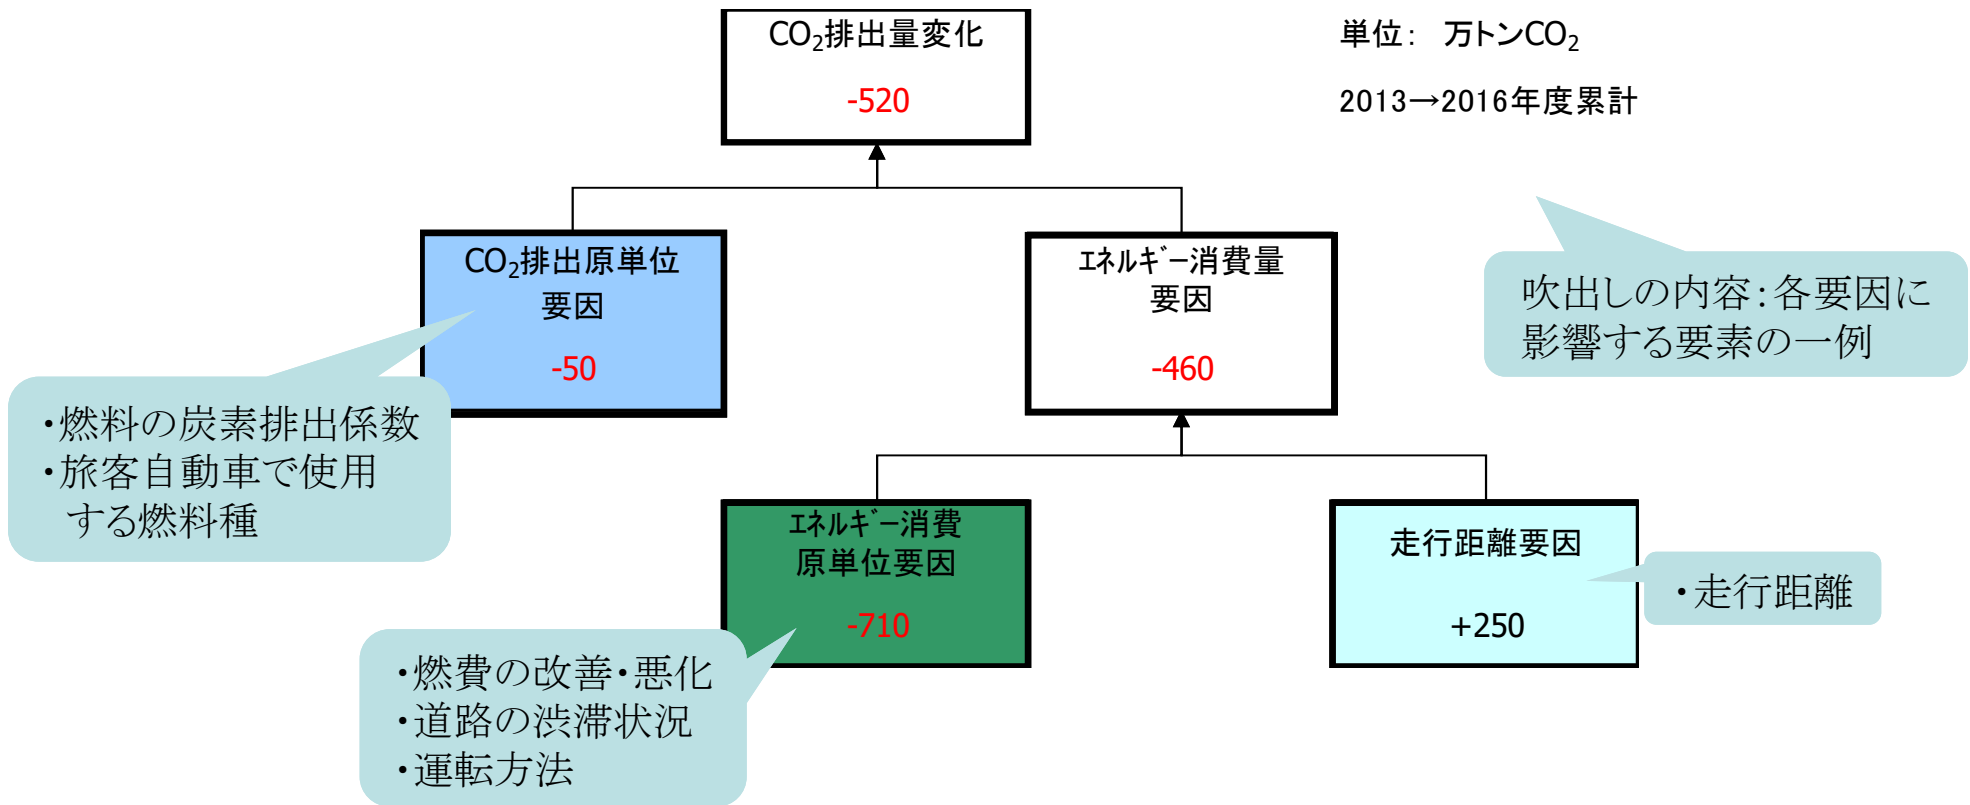 CO₂排出量変化
-520
単位： 万トンCO₂
2013→2016年度累計
CO₂排出原単位
要因
-50
ｴﾈﾙｷﾞｰ消費量
要因
-460
吹出しの内容：各要因に
影響する要素の一例
・燃料の炭素排出係数
・旅客自動車で使用
する燃料種
ｴﾈﾙｷﾞｰ消費
原単位要因
-710
走行距離要因
+250
・走行距離
・燃費の改善・悪化
・道路の渋滞状況
・運転方法